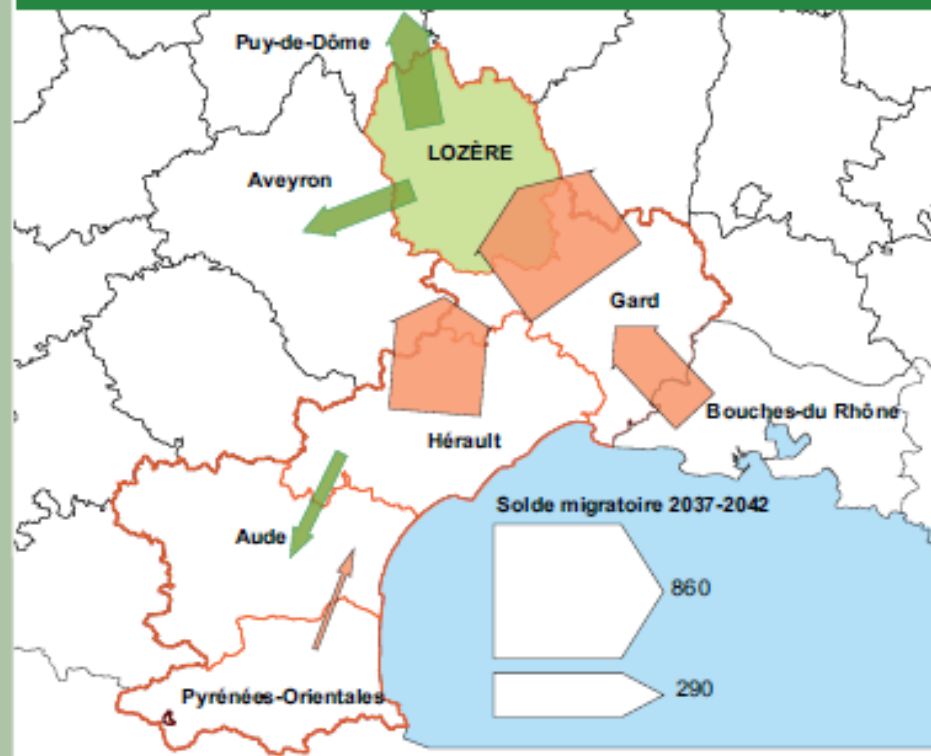 Puy-de-Dôme
LOZÈRE
Aveyron
Gard
Bouches-du Rhône
Hérault
Solde migratoire 2037-2042
Aude
860
290
Pyrénées-Orientales